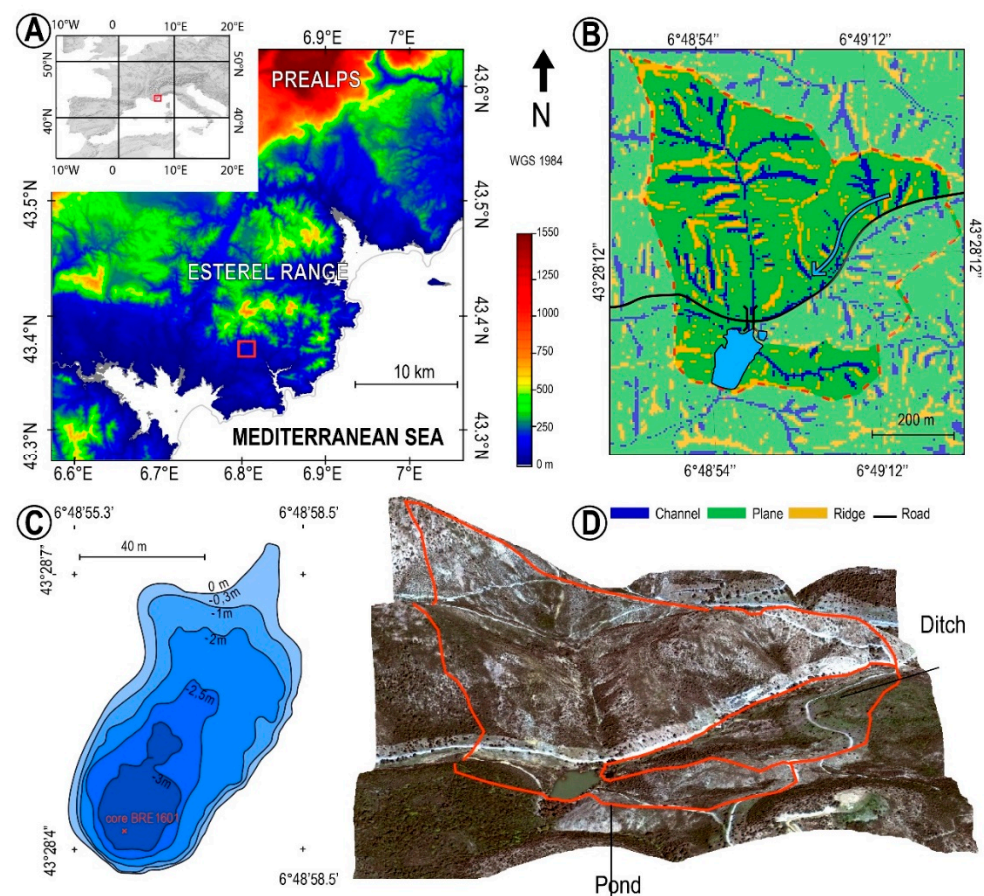 A
10°W 0 10°E 20°E
50°N
50°N
40°N
40°N
10°W 0 10°E 20°E
6.9°E 7°E
PREALPS
43.6°N
43.5°N
43.5°N
ESTEREL RANGE
43.4°N
43.4°N
10 km
MEDITERRANEAN SEA
43.3°N
43.3°N
6.6°E 6.7°E 6.8°E 6.9°E 7°E
N
WGS 1984
1550
1250
1000
750
500
250
0 m
B
6°48'54" 6°49'12"
43°28'12"
43°28'12"
200 m
6°48'54" 6°49'12"
Channel Plane Ridge Road
C
6°48'55.3' 6°48'58.5'
40 m
43°28'7'
0 m
-0,3m
-1m
-2m
-2,5m
-3m
core BRE1601
43°28'4'
6°48'58.5'
D
Ditch
Pond